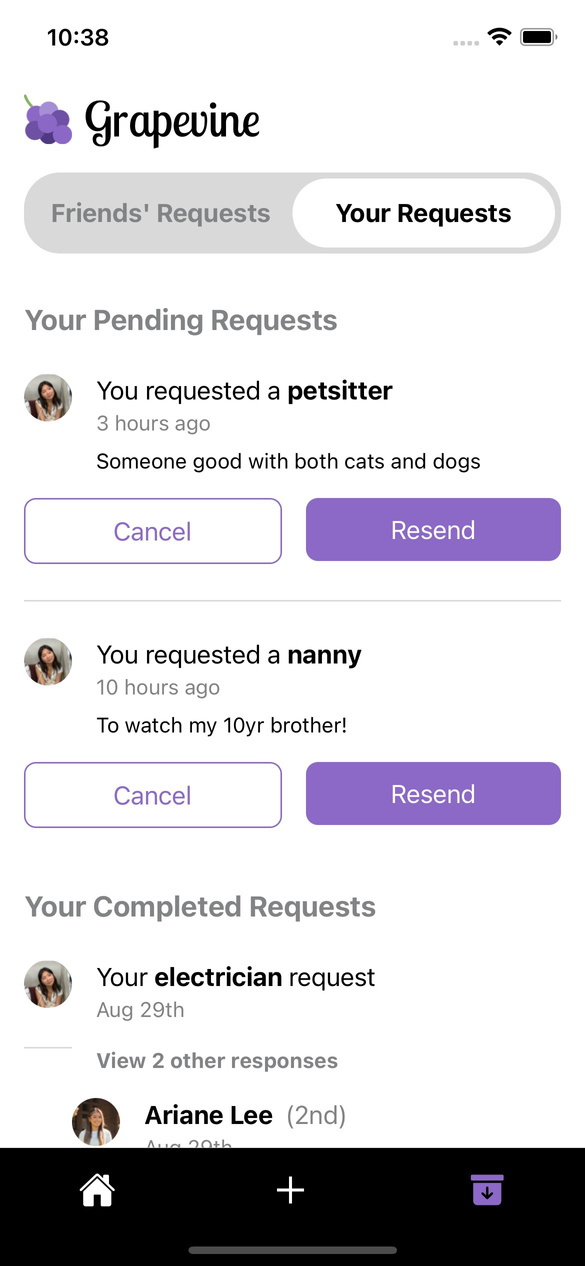 10:38
Grapevine
Friends' Requests
Your Requests
Your Pending Requests
You requested a petsitter
3 hours ago
Someone good with both cats and dogs
Cancel
Resend
You requested a nanny
10 hours ago
To watch my 10yr brother!
Cancel
Resend
Your Completed Requests
Your electrician request
Aug 29th
View 2 other responses
Ariane Lee (2nd)
Aug 29th